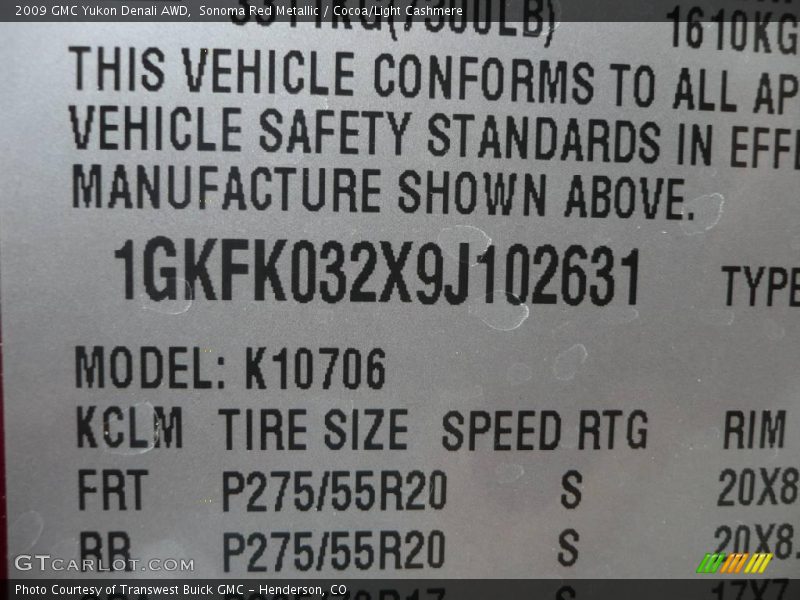 2009 GMC Yukon Denali AWD, Sonoma Red Metallic / Cocoa/Light Cashmere
1610KG
THIS VEHICLE CONFORMS TO ALL AP
VEHICLE SAFETY STANDARDS IN EFFE
MANUFACTURE SHOWN ABOVE.
1GKFK032X9J102631 TYPE
MODEL: K10706
KCLM TIRE SIZE SPEED RTG RIM
FRT P275/55R20 S 20X8
RR P275/55R20 S 20X8.
GTcarlot.com
Photo Courtesy of Transwest Buick GMC - Henderson, CO